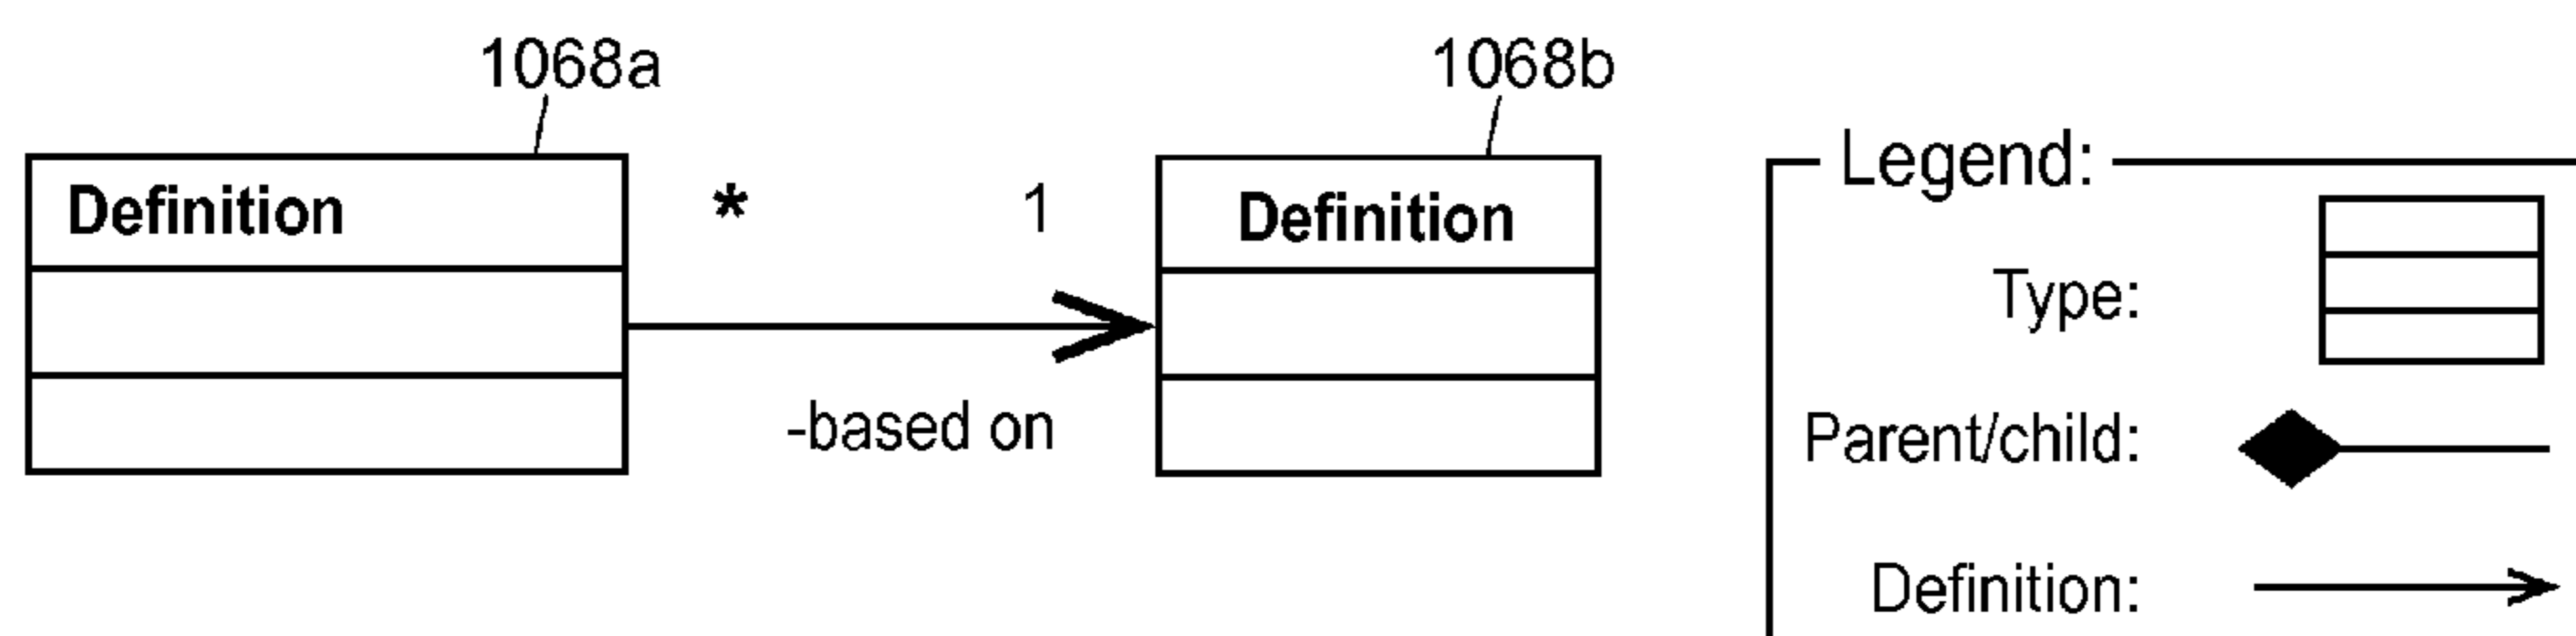 1068a
1068b
Definition
* 1
Definition
-based on
Legend:
Type:
Parent/child:
Definition: